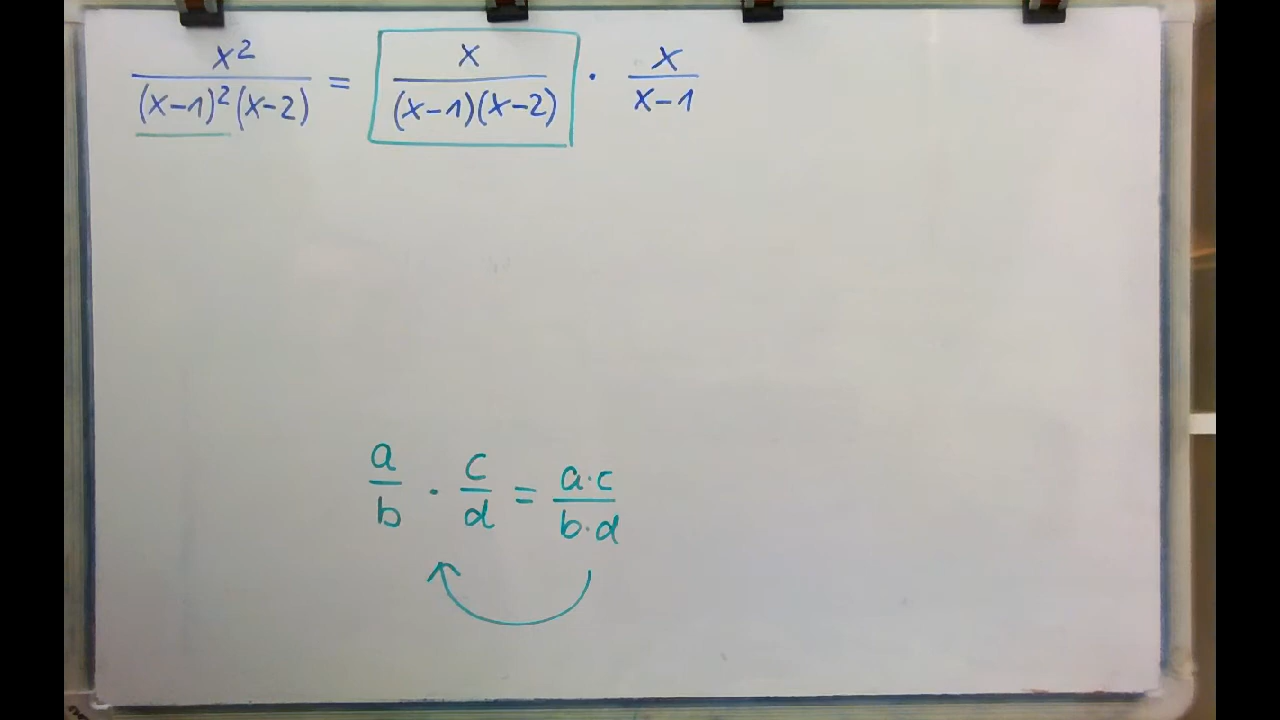 x²/((x-1)²(x-2)) = x/((x-1)(x-2)) · x/(x-1)
a/b · c/d = a·c/b·d